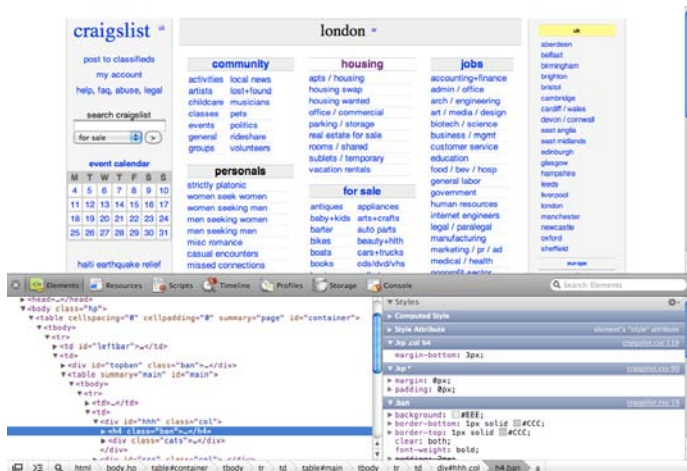 craigslist uk
post to classifieds
my account
help, faq, abuse, legal
search craigslist
for sale
>
event calendar
M T W T F S S
4 5 6 7 8 9 10
11 12 13 14 15 16 17
18 19 20 21 22 23 24
25 26 27 28 29 30 31
haiti earthquake relief
london
community
activities local news
artists lost+found
childcare musicians
classes pets
events politics
general rideshare
groups volunteers
personals
strictly platonic
women seek women
women seeking men
men seeking women
men seeking men
misc romance
casual encounters
missed connections
housing
apts / housing
housing swap
housing wanted
office / commercial
parking / storage
real estate for sale
rooms / shared
sublets / temporary
vacation rentals
for sale
antiques appliances
baby+kids arts+crafts
barter auto parts
bikes beauty+hlth
boats cars+trucks
books cds/dvd/vhs
jobs
accounting+finance
admin / office
arch / engineering
art / media / design
biotech / science
business / mgmt
customer service
education
food / bev / hosp
general labor
government
human resources
internet engineers
legal / paralegal
manufacturing
marketing / pr / ad
medical / health
nonprofit sector
uk
aberdeen
belfast
birmingham
brighton
bristol
cambridge
cardiff / wales
devon / cornwall
east anglia
east midlands
edinburgh
glasgow
hampshire
leeds
liverpool
london
manchester
newcastle
oxford
sheffield
europe
Elements Resources Scripts Timeline Profiles Storage Console Search Elements
<head>…</head>
<body class="hp">
<table cellspacing="0" cellpadding="0" summary="page" id="container">
<tbody>
<tr>
<td id="leftbar">…</td>
<td>
<div id="topban" class="ban">…</div>
<table summary="main" id="main">
<tbody>
<tr>
<td>…</td>
<td>
<div id="hhh" class="col">
<h4 class="ban">…</h4>
<div class="cats">…</div>
</div>
</td>
Styles
Computed Style
Style Attribute element's "style" attribute
.hp .col h4 craigslist.css:119
margin-bottom: 3px;
.hp * craigslist.css:90
margin: 0px;
padding: 0px;
.ban craigslist.css:19
background: #EEE;
border-bottom: 1px solid #CCC;
border-top: 1px solid #CCC;
clear: both;
font-weight: bold;
html body.hp table#container tbody tr td table#main tbody tr td div#hhh.col h4.ban a